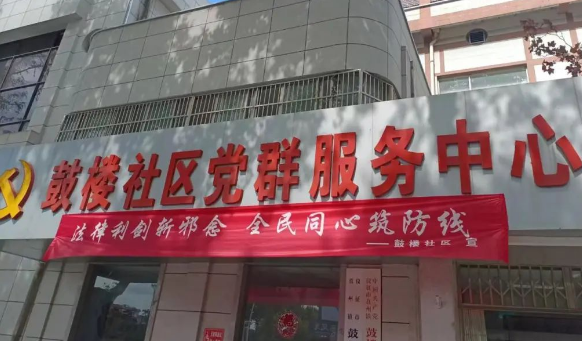 鼓楼社区党群服务中心
法律利剑斩邪念 全民同心筑防线
——鼓楼社区 宣